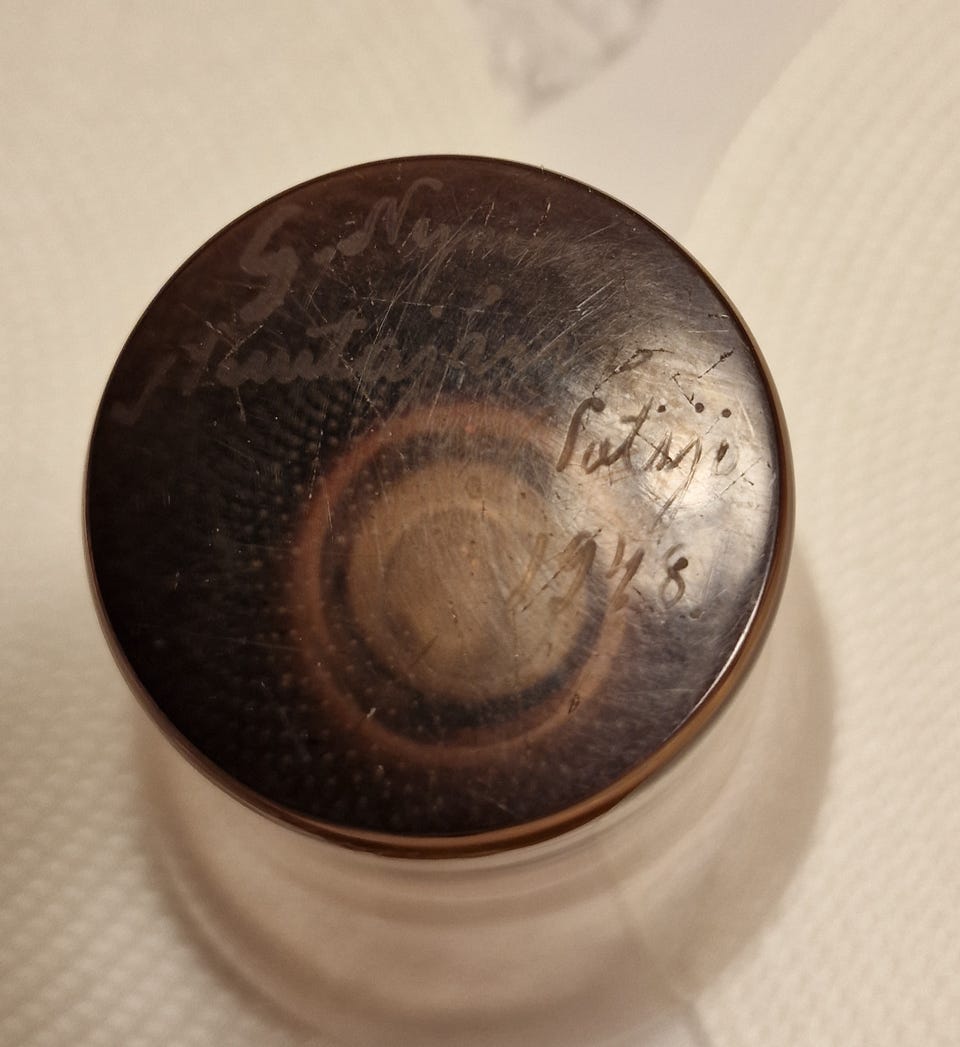 G. Nyman
Nuutajärvi
Notsjö
1948